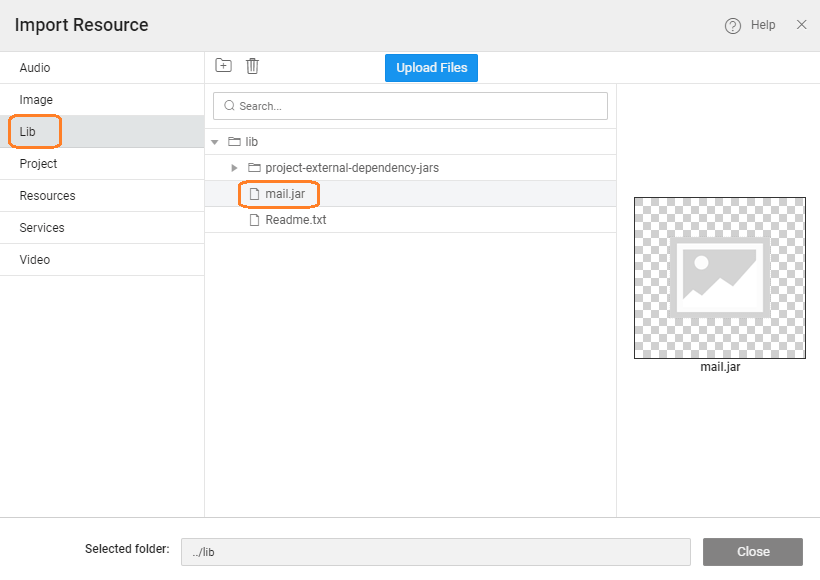 Import Resource
Help
Audio
Image
Lib
Project
Resources
Services
Video
Upload Files
Search...
lib
project-external-dependency-jars
mail.jar
Readme.txt
mail.jar
Selected folder:
../lib
Close